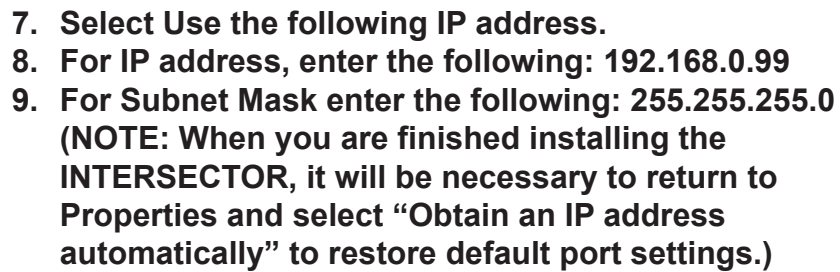 7. Select Use the following IP address.
8. For IP address, enter the following: 192.168.0.99
9. For Subnet Mask enter the following: 255.255.255.0
(NOTE: When you are finished installing the
INTERSECTOR, it will be necessary to return to
Properties and select “Obtain an IP address
automatically” to restore default port settings.)